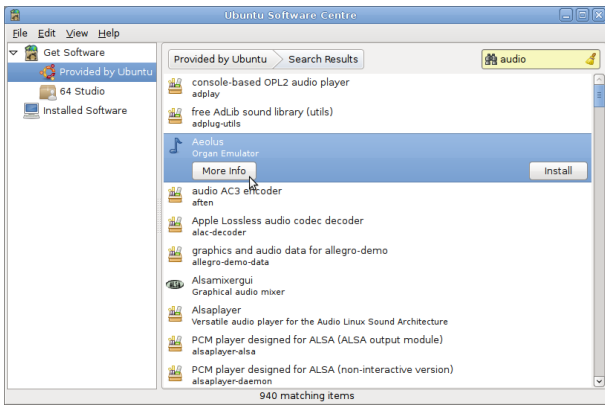 Ubuntu Software Centre
File Edit View Help
Get Software
Provided by Ubuntu
64 Studio
Installed Software
Provided by Ubuntu Search Results
audio
console-based OPL2 audio player
adplay
free AdLib sound library (utils)
adplug-utils
Aeolus
Organ Emulator
More Info Install
audio AC3 encoder
aften
Apple Lossless audio codec decoder
alac-decoder
graphics and audio data for allegro-demo
allegro-demo-data
Alsamixergui
Graphical audio mixer
Alsaplayer
Versatile audio player for the Audio Linux Sound Architecture
PCM player designed for ALSA (ALSA output module)
alsaplayer-alsa
PCM player designed for ALSA (non-interactive version)
alsaplayer-daemon
940 matching items